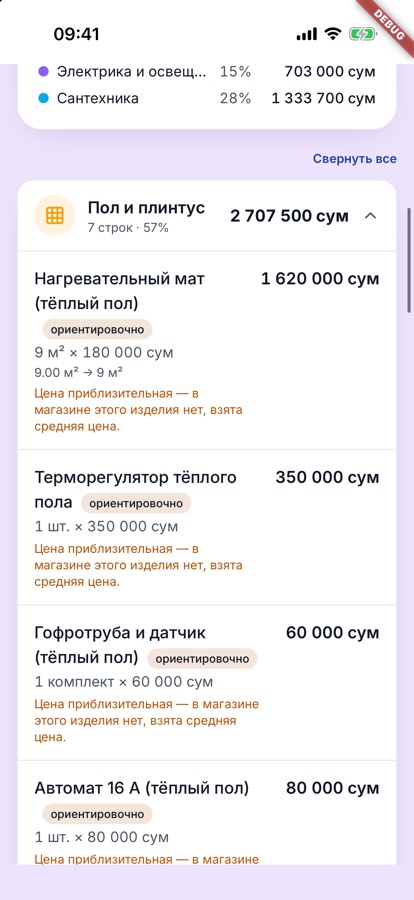 09:41
DEBUG
Электрика и освещ... 15% 703 000 сум
Сантехника 28% 1 333 700 сум
Свернуть все
Пол и плинтус 2 707 500 сум
7 строк · 57%
Нагревательный мат 1 620 000 сум
(тёплый пол)
ориентировочно
9 м² × 180 000 сум
9.00 м² → 9 м²
Цена приблизительная — в
магазине этого изделия нет, взята
средняя цена.
Терморегулятор тёплого 350 000 сум
пола ориентировочно
1 шт. × 350 000 сум
Цена приблизительная — в
магазине этого изделия нет, взята
средняя цена.
Гофротруба и датчик 60 000 сум
(тёплый пол) ориентировочно
1 комплект × 60 000 сум
Цена приблизительная — в магазине
этого изделия нет, взята средняя
цена.
Автомат 16 А (тёплый пол) 80 000 сум
ориентировочно
1 шт. × 80 000 сум
Цена приблизительная — в магазине